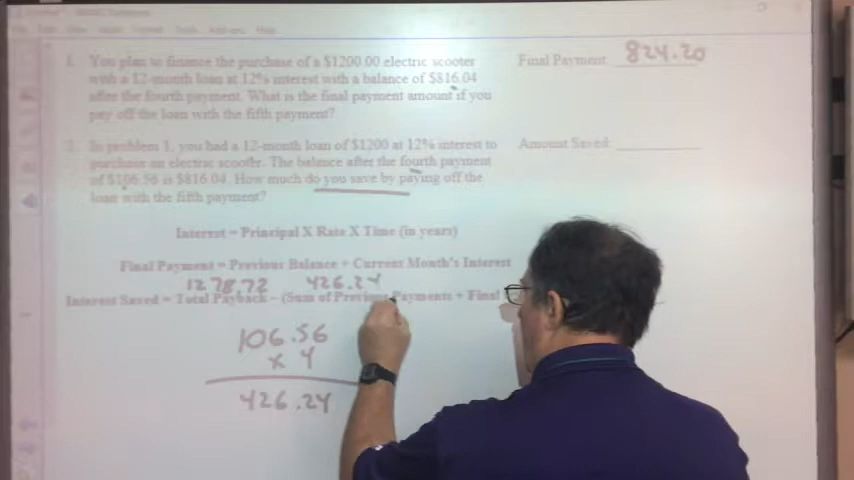 1. You plan to finance the purchase of a $1200.00 electric scooter
with a 12-month loan at 12% interest with a balance of $816.04
after the fourth payment. What is the final payment amount if you
pay off the loan with the fifth payment?
Final Payment 824.20
2. In problem 1, you had a 12-month loan of $1200 at 12% interest to
purchase an electric scooter. The balance after the fourth payment
of $106.56 is $816.04. How much do you save by paying off the
loan with the fifth payment?
Amount Saved:
Interest = Principal X Rate X Time (in years)
Final Payment = Previous Balance + Current Month's Interest
1278.72 426.24
Interest Saved = Total Payback – (Sum of Previous Payments + Final
106.56
x 4
426.24